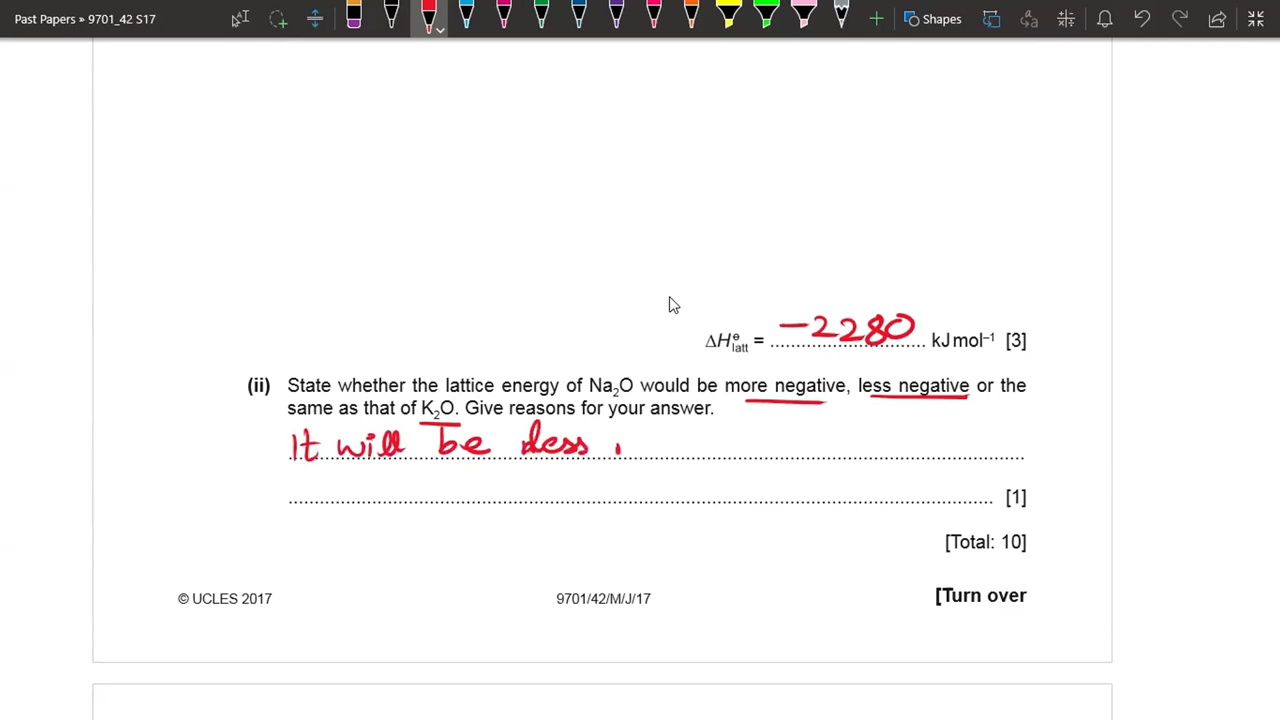 Past Papers » 9701_42 S17
Shapes
ΔH⦵latt = −2280 kJ mol⁻¹ [3]
(ii) State whether the lattice energy of Na₂O would be more negative, less negative or the
same as that of K₂O. Give reasons for your answer.
It will be less
[1]
[Total: 10]
© UCLES 2017 9701/42/M/J/17 [Turn over